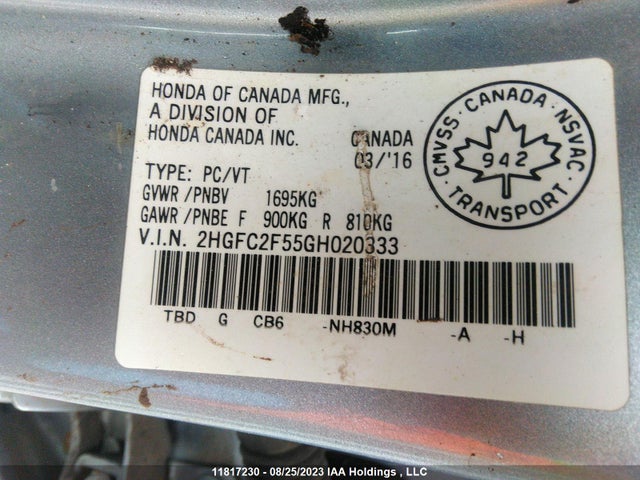 HONDA OF CANADA MFG.,
A DIVISION OF
HONDA CANADA INC. CANADA
03/'16
TYPE: PC/VT
GVWR /PNBV 1695KG
GAWR /PNBE F 900KG R 810KG
V.I.N. 2HGFC2F55GH020333
TBD G CB6 -NH830M -A -H
CMVSS · CANADA · NSVAC
942
TRANSPORT
11817230 - 08/25/2023 IAA Holdings , LLC